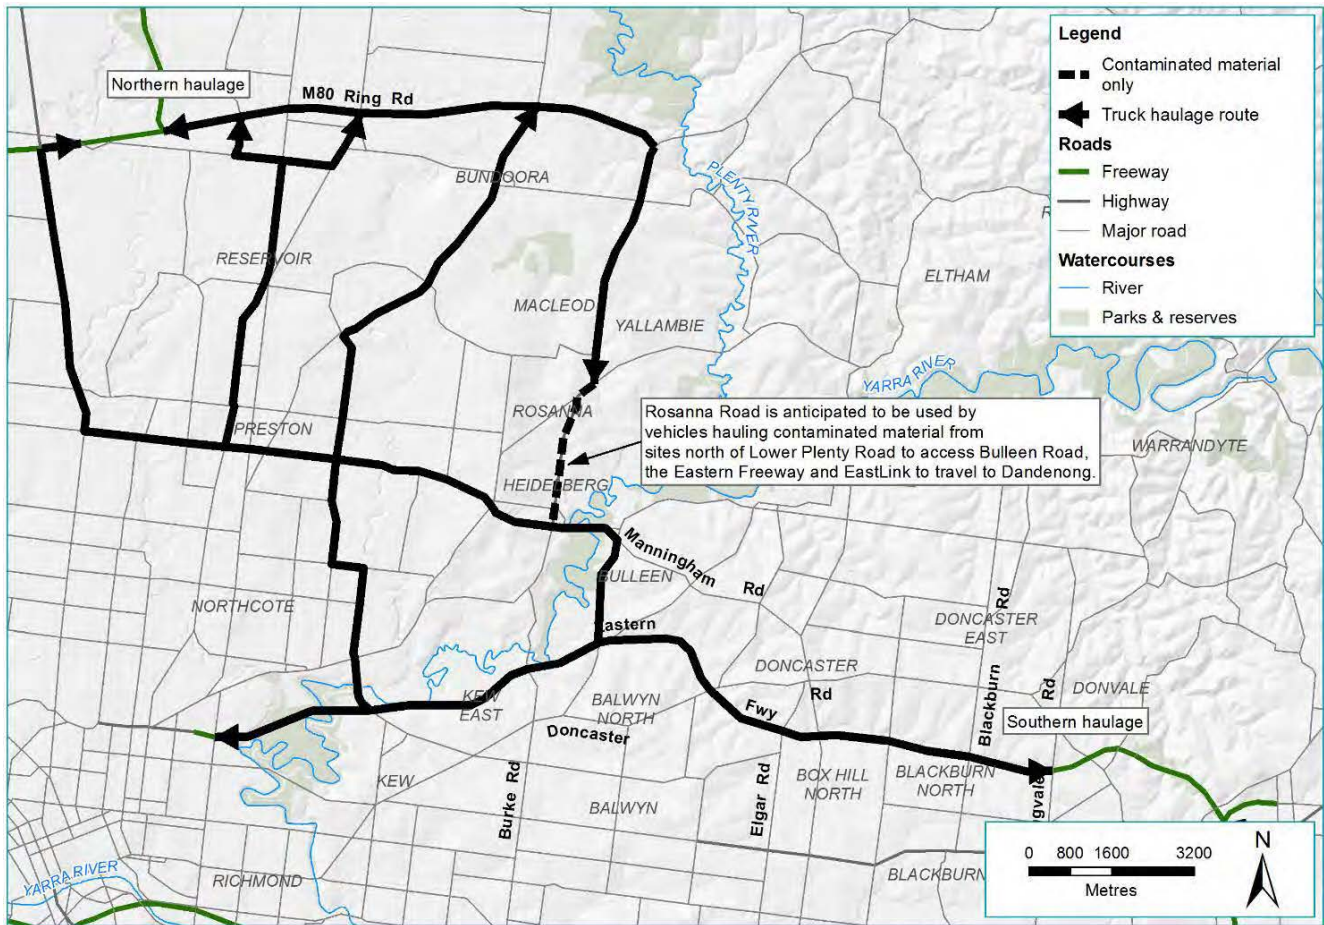 Northern haulage
M80 Ring Rd
BUNDOORA
PLENTY RIVER
RESERVOIR
MACLEOD
YALLAMBIE
ELTHAM
Legend
Contaminated material
only
Truck haulage route
Roads
Freeway
Highway
Major road
Watercourses
River
Parks & reserves
YARRA RIVER
ROSANNA
PRESTON
Rosanna Road is anticipated to be used by
vehicles hauling contaminated material from
sites north of Lower Plenty Road to access Bulleen Road,
the Eastern Freeway and EastLink to travel to Dandenong.
WARRANDYTE
HEIDELBERG
Manningham Rd
BULLEEN
NORTHCOTE
Eastern Fwy
DONCASTER
EAST
Blackburn Rd
DONCASTER
DONVALE
KEW
EAST
BALWYN
NORTH
Doncaster Rd
Rd
Southern haulage
KEW
Burke Rd
BALWYN
Elgar Rd
BOX HILL
NORTH
BLACKBURN
NORTH
RICHMOND
YARRA RIVER
BLACKBURN
0 800 1600 3200
Metres
N